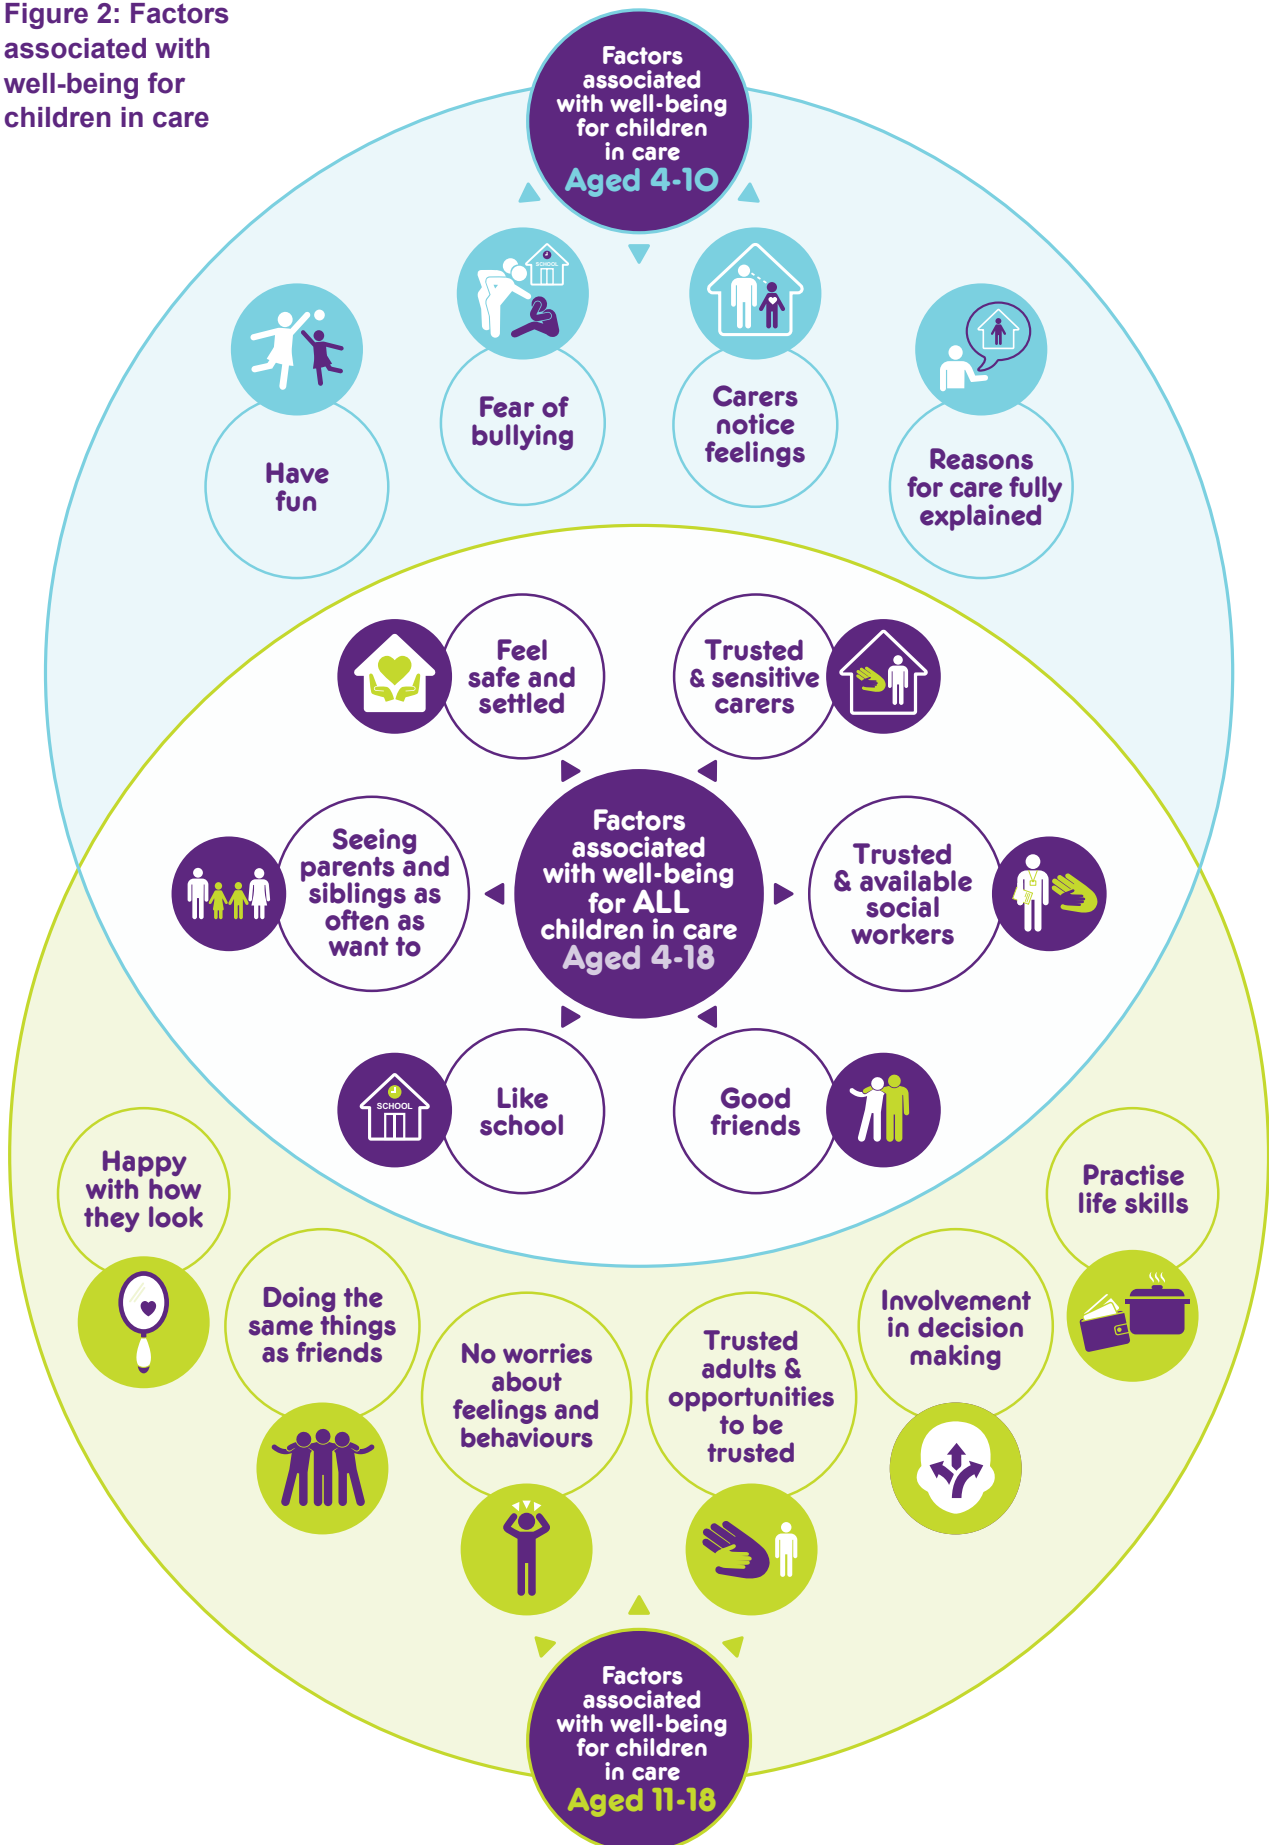 Figure 2: Factors
associated with
well-being for
children in care
Factors
associated
with well-being
for children
in care
Aged 4-10
SCHOOL
Have
fun
Fear of
bullying
Carers
notice
feelings
Reasons
for care fully
explained
Feel
safe and
settled
Trusted
& sensitive
carers
Seeing
parents and
siblings as
often as
want to
Factors
associated
with well-being
for ALL
children in care
Aged 4-18
Trusted
& available
social
workers
SCHOOL
Like
school
Good
friends
Happy
with how
they look
Doing the
same things
as friends
No worries
about
feelings and
behaviours
Trusted
adults &
opportunities
to be
trusted
Involvement
in decision
making
Practise
life skills
Factors
associated
with well-being
for children
in care
Aged 11-18